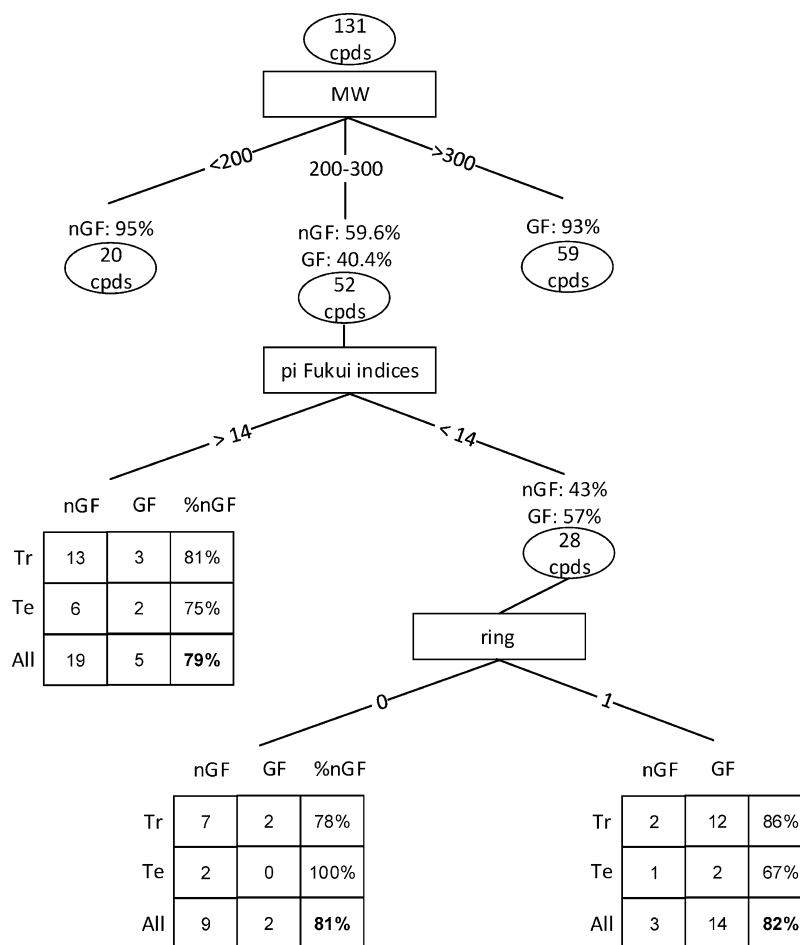 131
cpds
MW
<200
200-300
>300
nGF: 95%
20
cpds
nGF: 59.6%
GF: 40.4%
52
cpds
GF: 93%
59
cpds
pi Fukui indices
> 14
< 14
nGF GF %nGF
Tr 13 3 81%
Te 6 2 75%
All 19 5 79%
nGF: 43%
GF: 57%
28
cpds
ring
0
1
nGF GF %nGF
Tr 7 2 78%
Te 2 0 100%
All 9 2 81%
nGF GF
Tr 2 12 86%
Te 1 2 67%
All 3 14 82%